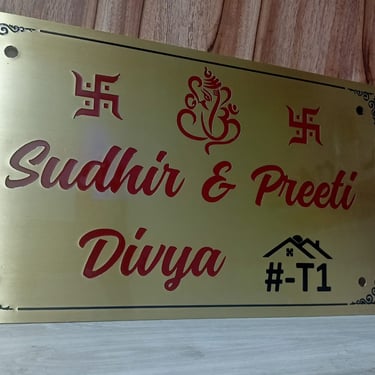 Sudhir & Preeti
Divya
#-T1